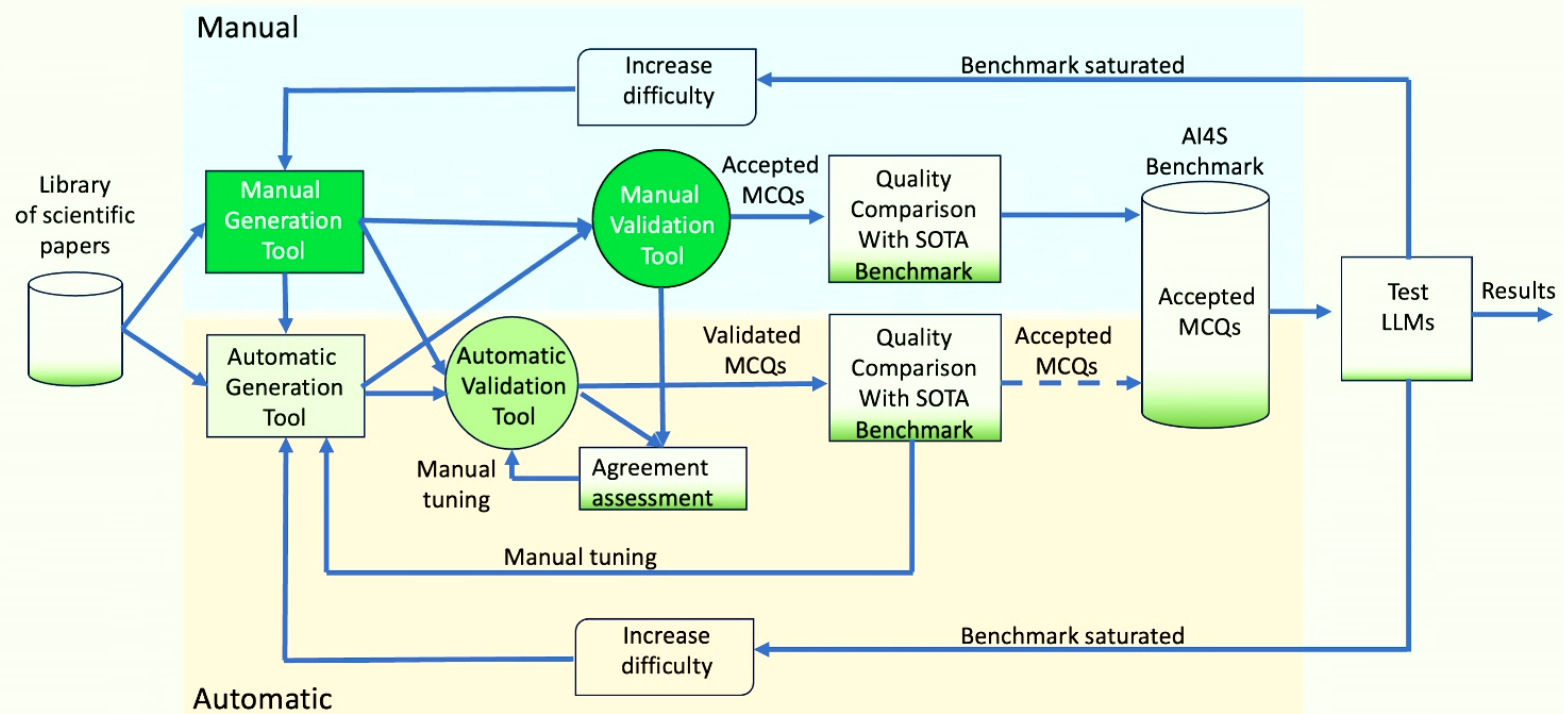 Manual
Increase
difficulty
Benchmark saturated
Library
of scientific
papers
Manual
Generation
Tool
Manual
Validation
Tool
Accepted
MCQs
Quality
Comparison
With SOTA
Benchmark
AI4S
Benchmark
Accepted
MCQs
Test
LLMs
Results
Automatic
Generation
Tool
Automatic
Validation
Tool
Validated
MCQs
Quality
Comparison
With SOTA
Benchmark
Accepted
MCQs
Manual
tuning
Agreement
assessment
Manual tuning
Increase
difficulty
Benchmark saturated
Automatic